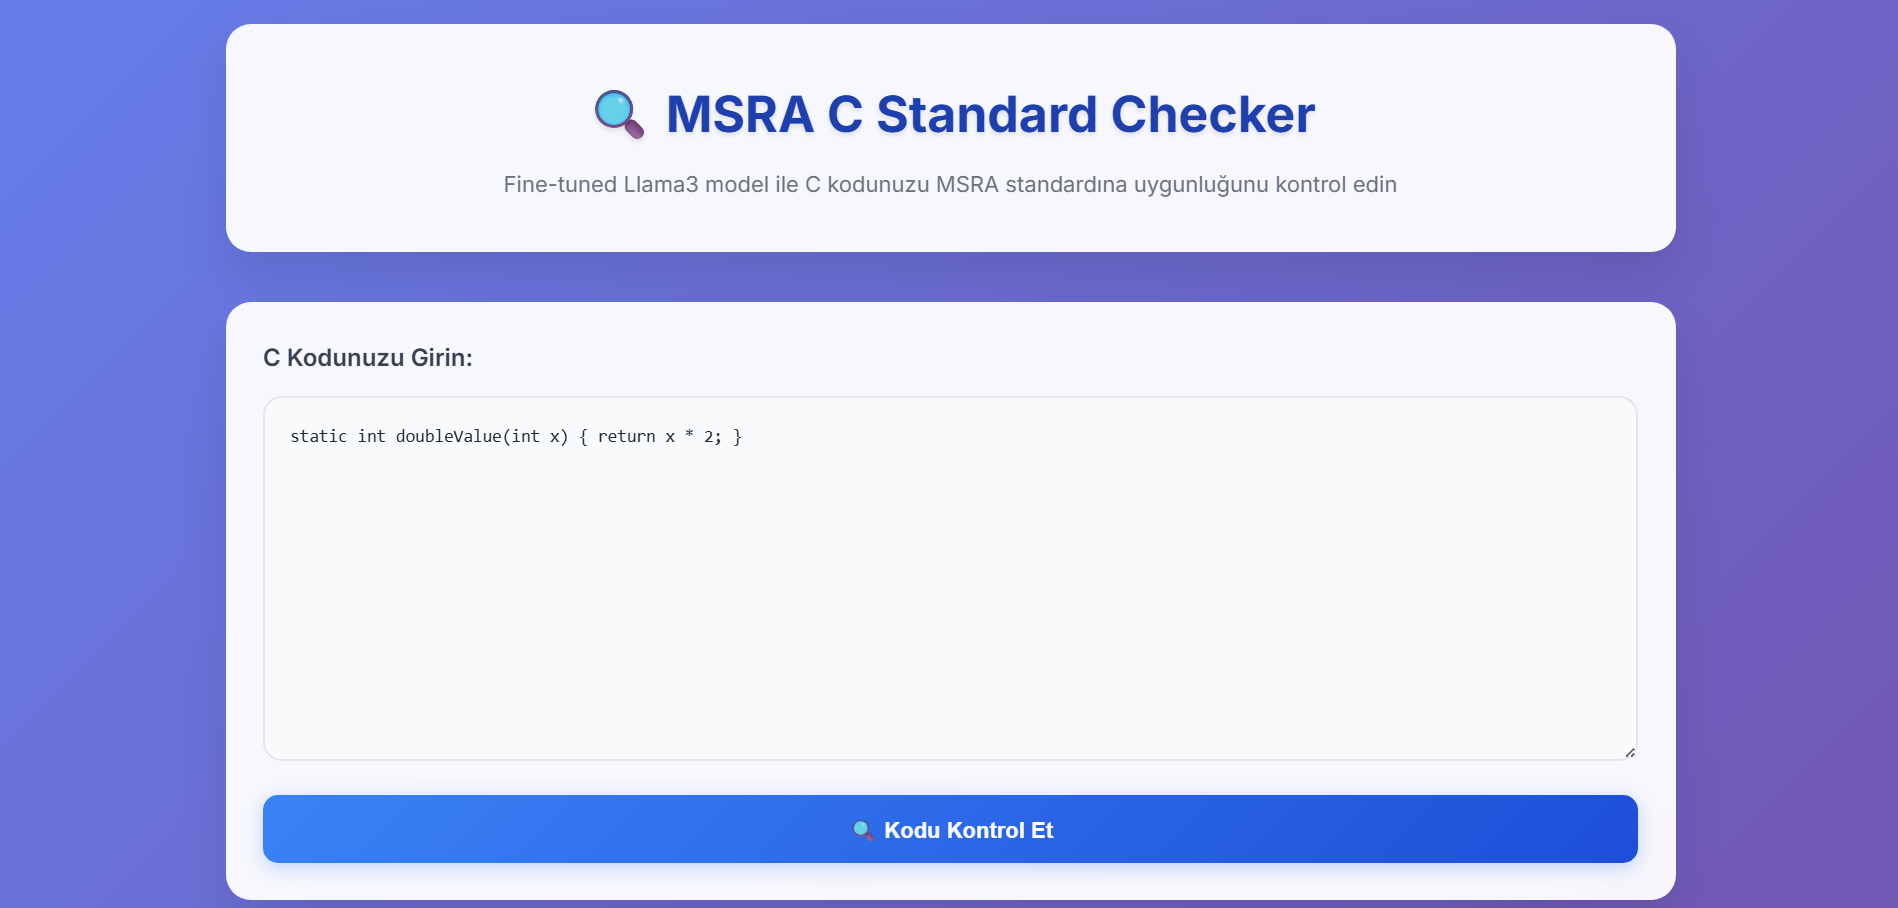 MSRA C Standard Checker
Fine-tuned Llama3 model ile C kodunuzu MSRA standardına uygunluğunu kontrol edin
C Kodunuzu Girin:
static int doubleValue(int x) { return x * 2; }
Kodu Kontrol Et